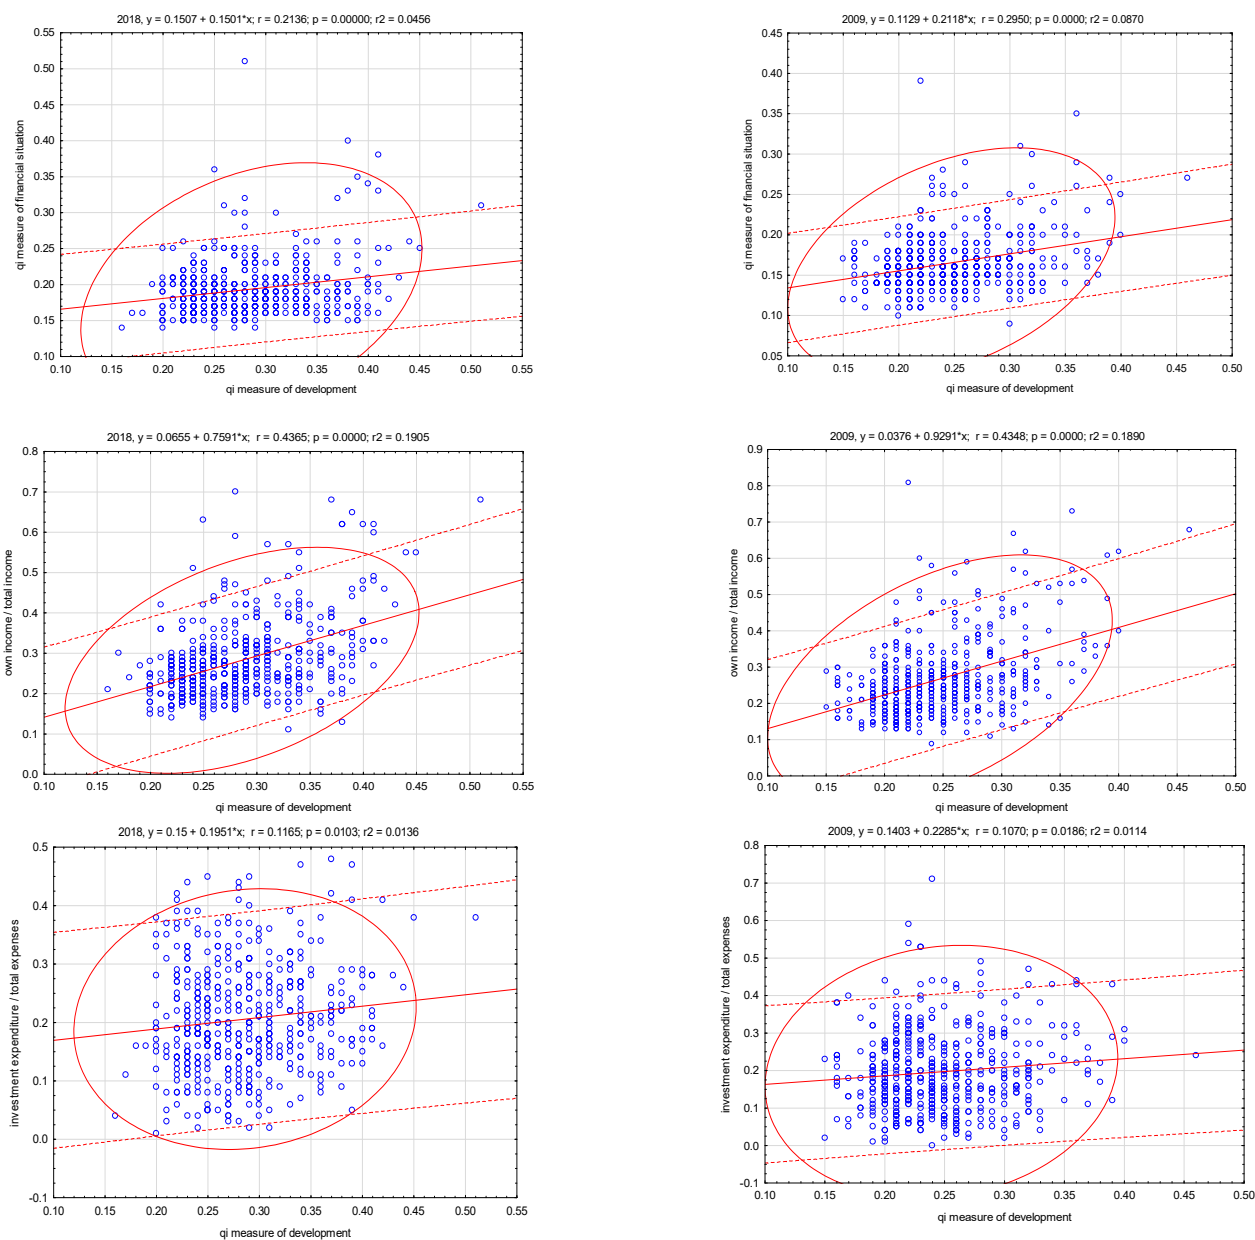 2018, y = 0.1507 + 0.1501*x; r = 0.2136; p = 0.00000; r2 = 0.0456
0.55
0.50
0.45
0.40
0.35
0.30
0.25
0.20
0.15
0.10
qi measure of financial situation
0.10 0.15 0.20 0.25 0.30 0.35 0.40 0.45 0.50 0.55
qi measure of development
2009, y = 0.1129 + 0.2118*x; r = 0.2950; p = 0.0000; r2 = 0.0870
0.45
0.40
0.35
0.30
0.25
0.20
0.15
0.10
0.05
qi measure of financial situation
0.10 0.15 0.20 0.25 0.30 0.35 0.40 0.45 0.50
qi measure of development
2018, y = 0.0655 + 0.7591*x; r = 0.4365; p = 0.0000; r2 = 0.1905
0.8
0.7
0.6
0.5
0.4
0.3
0.2
0.1
0.0
own income / total income
0.10 0.15 0.20 0.25 0.30 0.35 0.40 0.45 0.50 0.55
qi measure of development
2009, y = 0.0376 + 0.9291*x; r = 0.4348; p = 0.0000; r2 = 0.1890
0.9
0.8
0.7
0.6
0.5
0.4
0.3
0.2
0.1
0.0
own income / total income
0.10 0.15 0.20 0.25 0.30 0.35 0.40 0.45 0.50
qi measure of development
2018, y = 0.15 + 0.1951*x; r = 0.1165; p = 0.0103; r2 = 0.0136
0.5
0.4
0.3
0.2
0.1
0.0
-0.1
investment expenditure / total expenses
0.10 0.15 0.20 0.25 0.30 0.35 0.40 0.45 0.50 0.55
qi measure of development
2009, y = 0.1403 + 0.2285*x; r = 0.1070; p = 0.0186; r2 = 0.0114
0.8
0.7
0.6
0.5
0.4
0.3
0.2
0.1
0.0
-0.1
investment expenditure / total expenses
0.10 0.15 0.20 0.25 0.30 0.35 0.40 0.45 0.50
qi measure of development